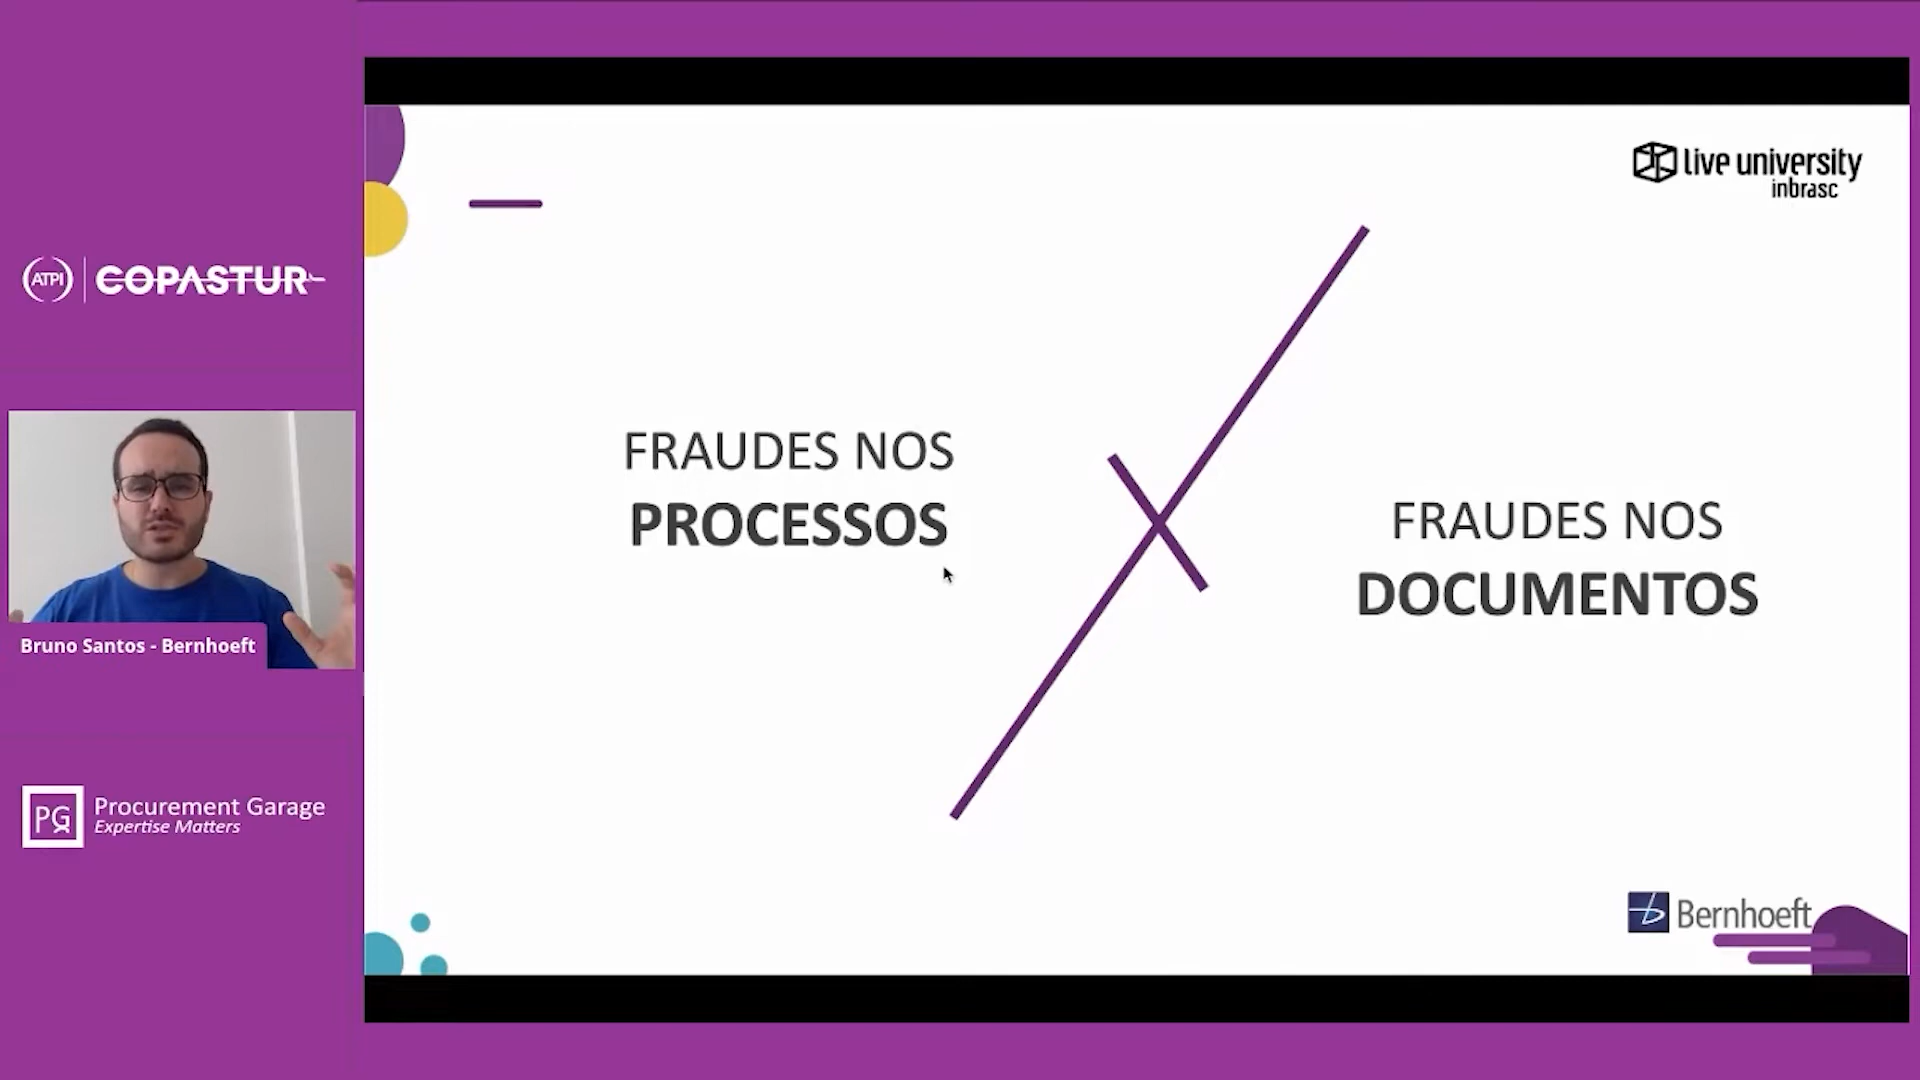 ATPI
COPASTUR
Bruno Santos - Bernhoeft
PG
Procurement Garage
Expertise Matters
live university
inbrasc
FRAUDES NOS
PROCESSOS
FRAUDES NOS
DOCUMENTOS
Bernhoeft